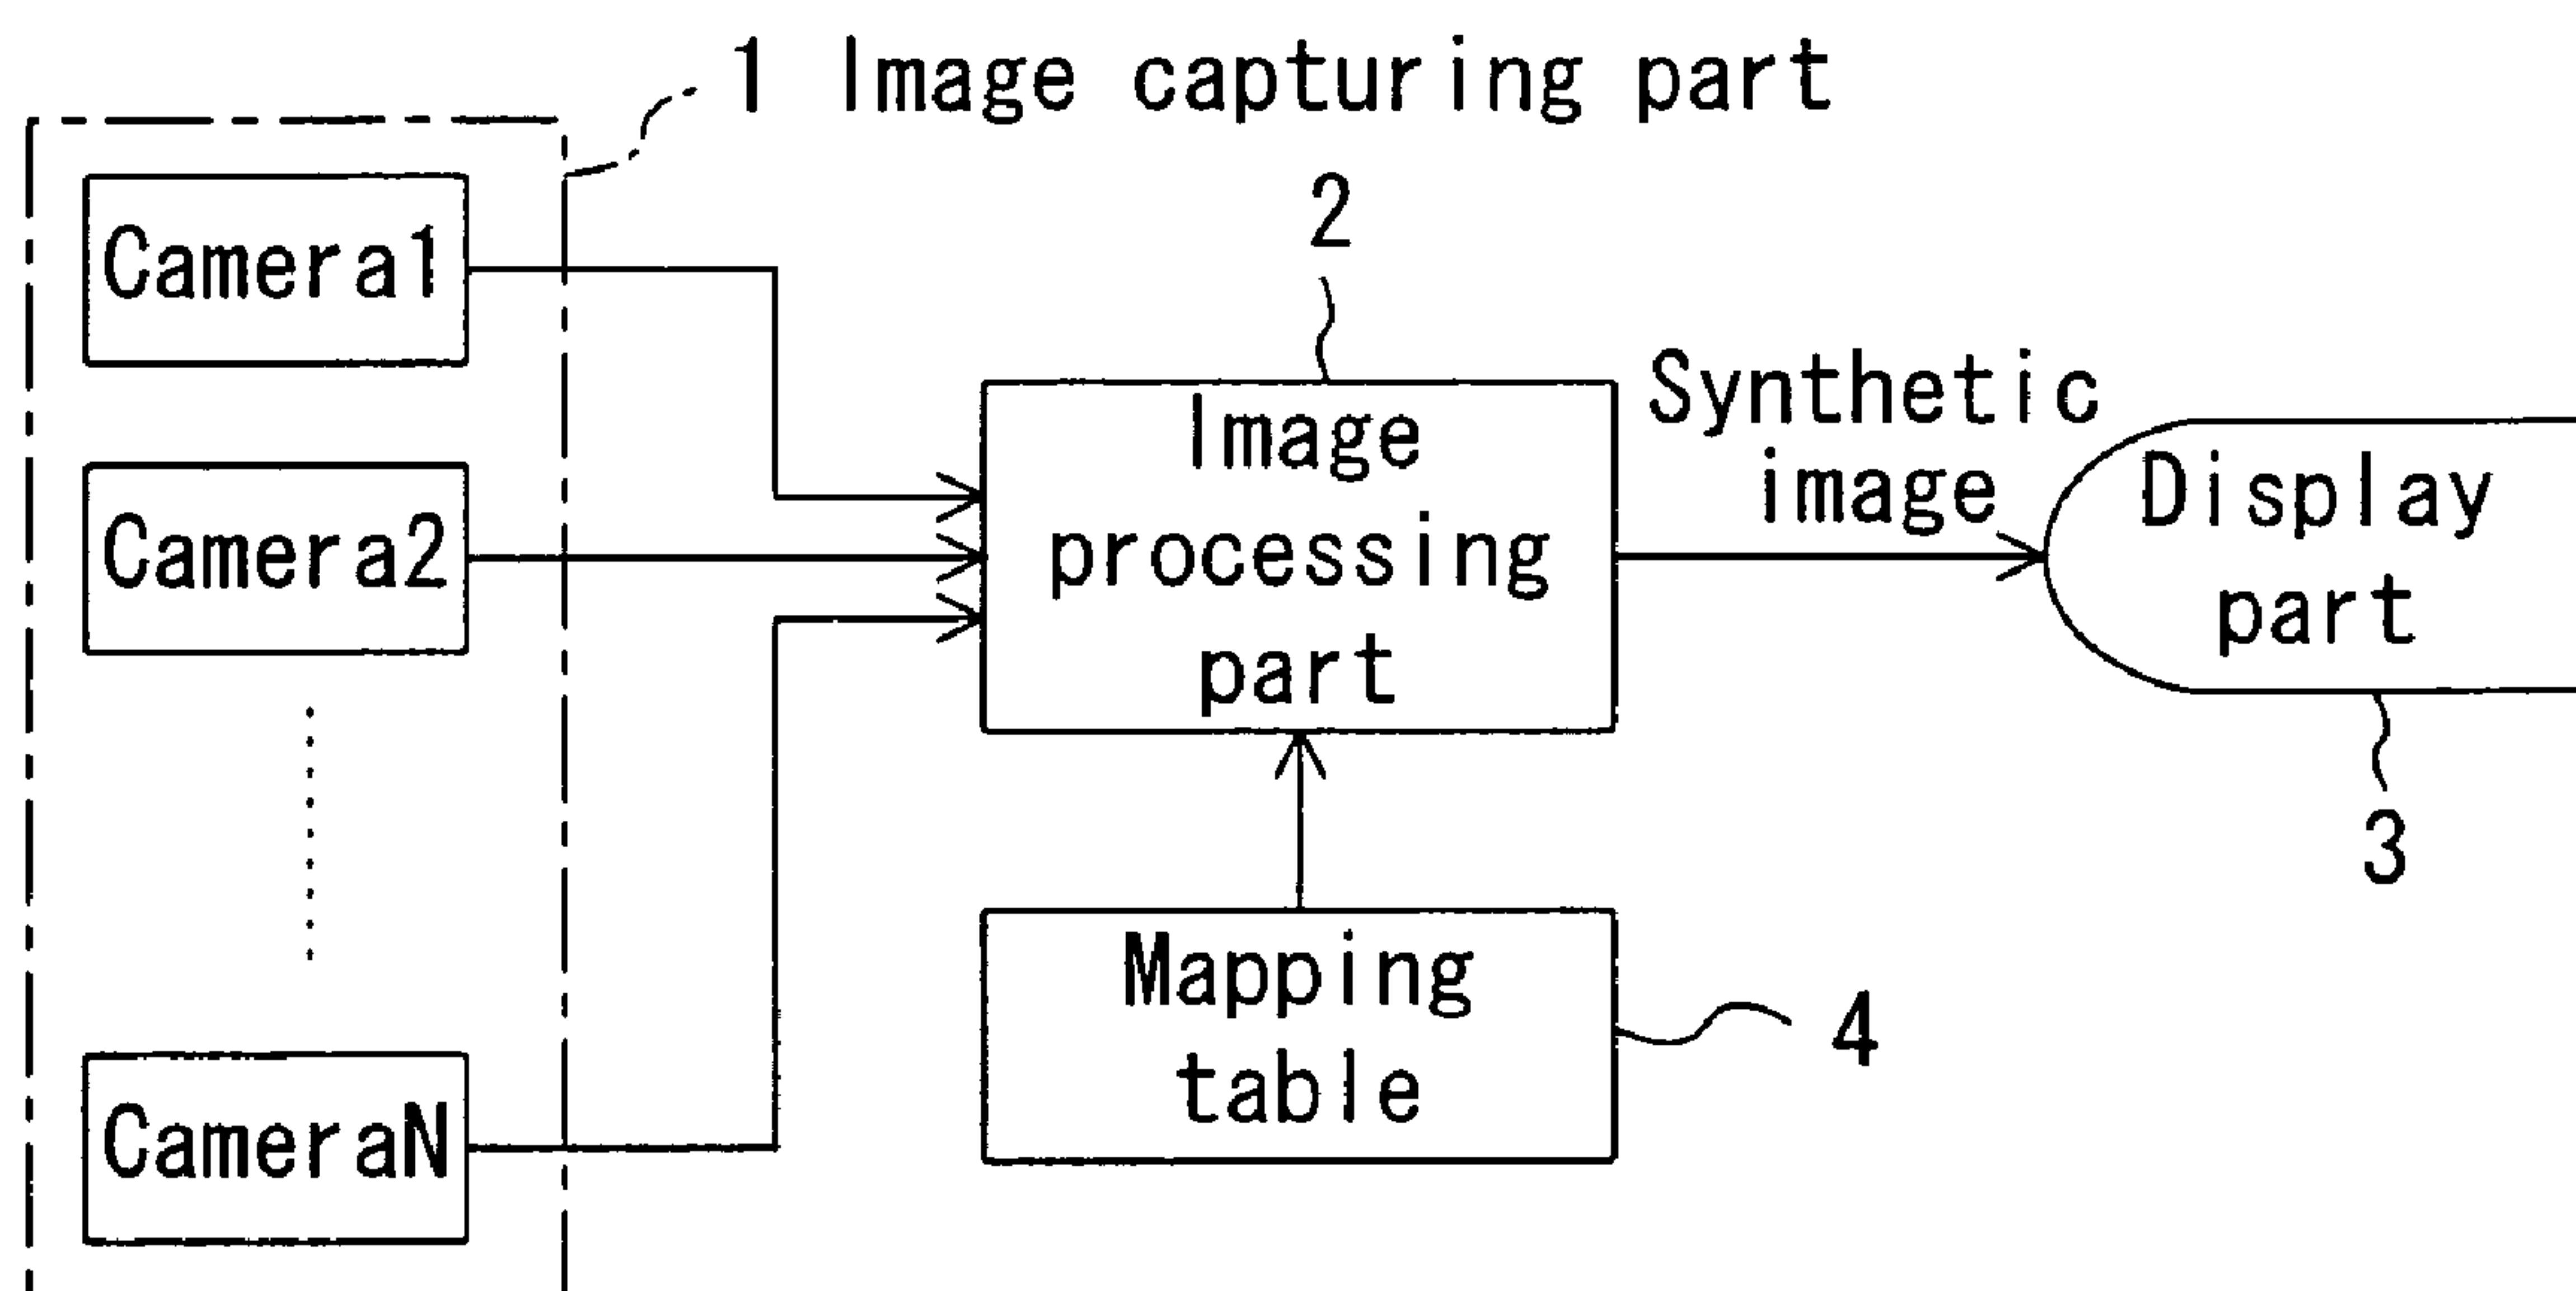 1 Image capturing part
Camera1
2
Camera2
Image
processing
part
Synthetic
image
Display
part
3
Mapping
table
4
CameraN